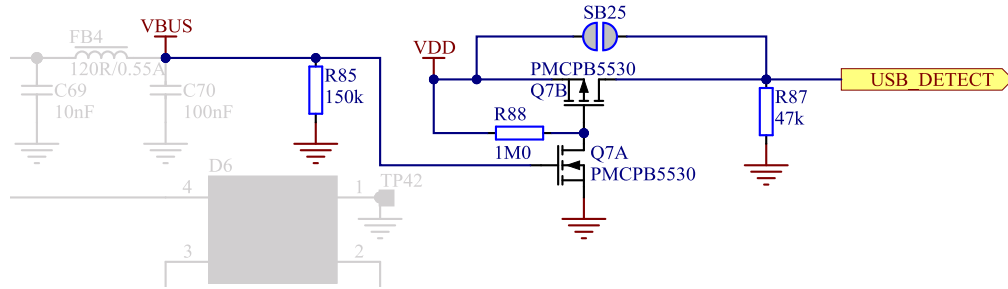 SB25
VBUS
FB4
120R/0.55A
VDD
PMCPB5530
Q7B
USB_DETECT
C69
10nF
C70
100nF
R85
150k
R87
47k
R88
1M0
Q7A
PMCPB5530
D6
4
1
TP42
3
2